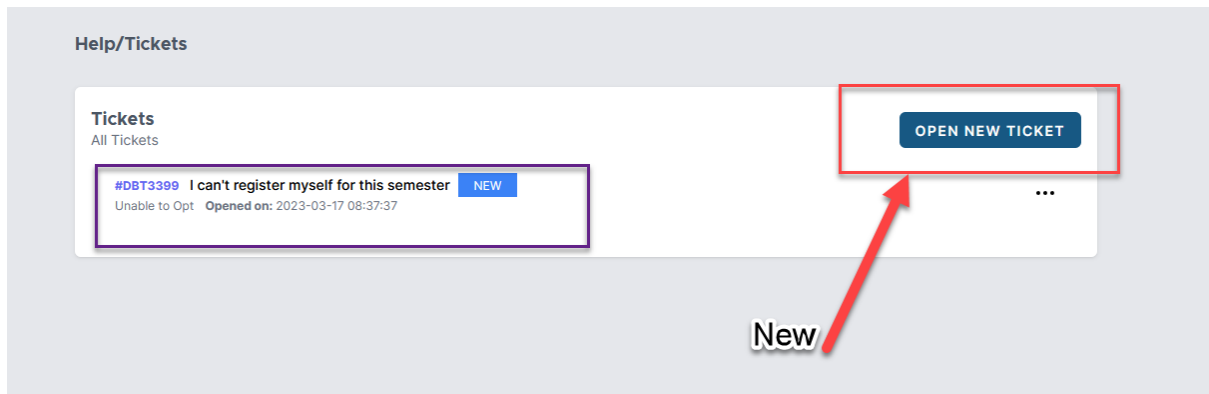 Help/Tickets
Tickets
All Tickets
OPEN NEW TICKET
#DBT3399 I can't register myself for this semester NEW
Unable to Opt Opened on: 2023-03-17 08:37:37
New